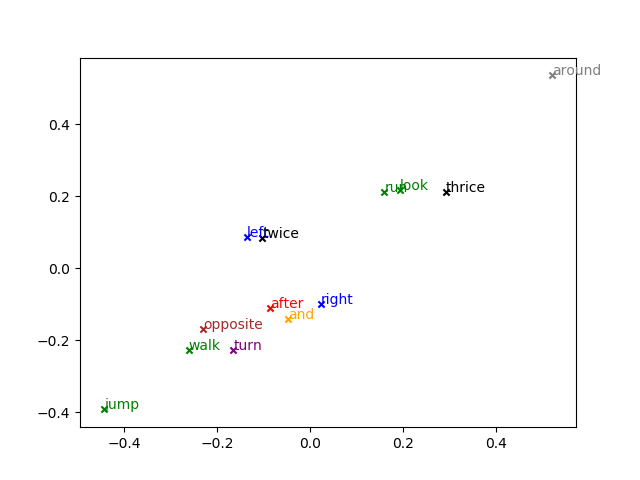 around
0.4
run
look
thrice
0.2
left
twice
0.0
after
right
and
opposite
−0.2
walk
turn
jump
−0.4
−0.4
−0.2
0.0
0.2
0.4